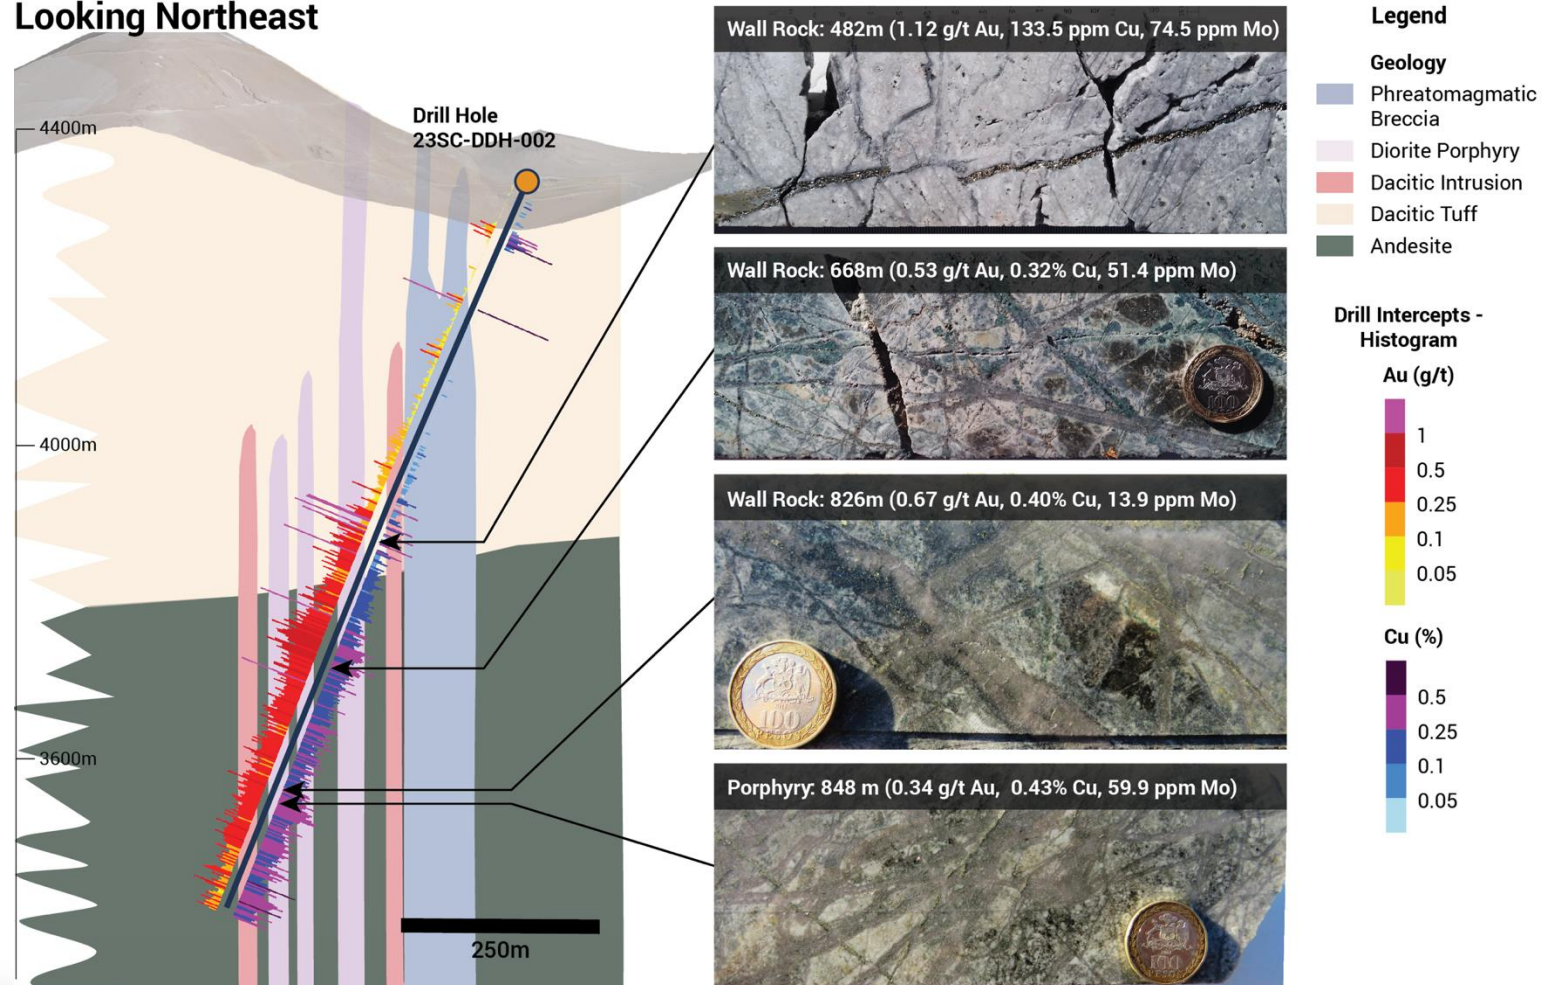 Looking Northeast
4400m
4000m
3600m
Drill Hole
23SC-DDH-002
250m
Wall Rock: 482m (1.12 g/t Au, 133.5 ppm Cu, 74.5 ppm Mo)
Wall Rock: 668m (0.53 g/t Au, 0.32% Cu, 51.4 ppm Mo)
100
Wall Rock: 826m (0.67 g/t Au, 0.40% Cu, 13.9 ppm Mo)
100
PESOS
Porphyry: 848 m (0.34 g/t Au, 0.43% Cu, 59.9 ppm Mo)
100
PESOS
Legend
Geology
Phreatomagmatic
Breccia
Diorite Porphyry
Dacitic Intrusion
Dacitic Tuff
Andesite
Drill Intercepts -
Histogram
Au (g/t)
1
0.5
0.25
0.1
0.05
Cu (%)
0.5
0.25
0.1
0.05